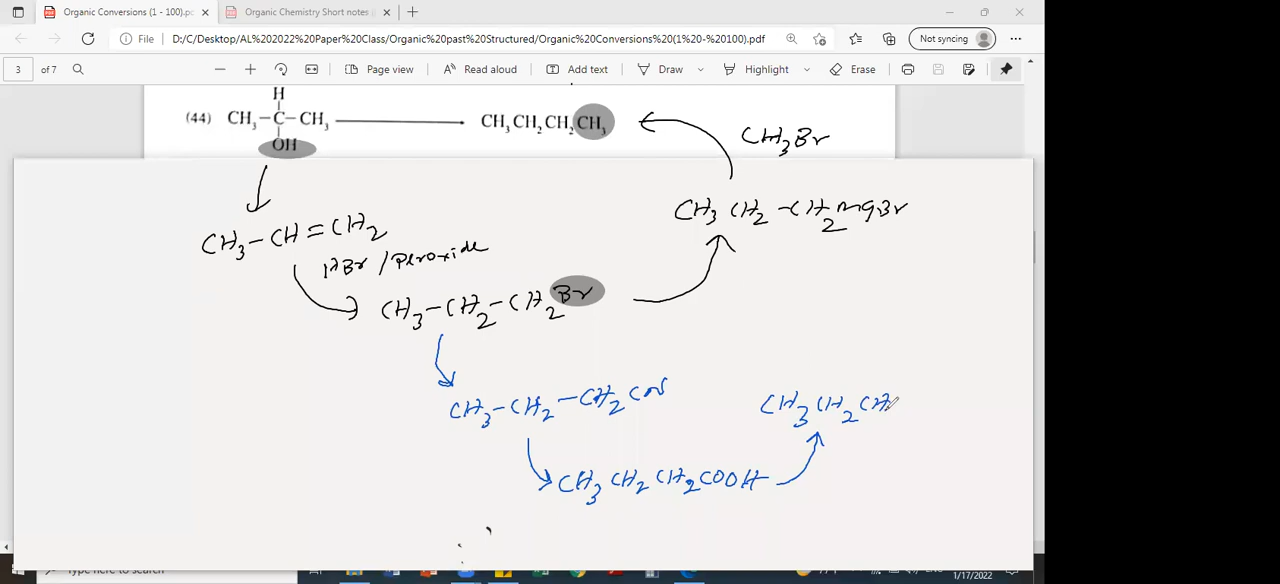 Organic Conversions (1 - 100).pc
Organic Chemistry Short notes (
File
D:/C/Desktop/AL%202022%20Paper%20Class/Organic%20past%20Structured/Organic%20Conversions%20(1%20-%20100).pdf
Not syncing
3 of 7
Page view
Read aloud
Add text
Draw
Highlight
Erase
H
(44) CH₃–C–CH₃
OH
CH₃CH₂CH₂CH₃
CH₃Br
CH₃CH₂–CH₂MgBr
CH₃–CH=CH₂
HBr/Peroxide
CH₃–CH₂–CH₂Br
CH₃–CH₂–CH₂CN
CH₃CH₂CH
CH₃CH₂CH₂COOH
Type here to search
1/17/2022